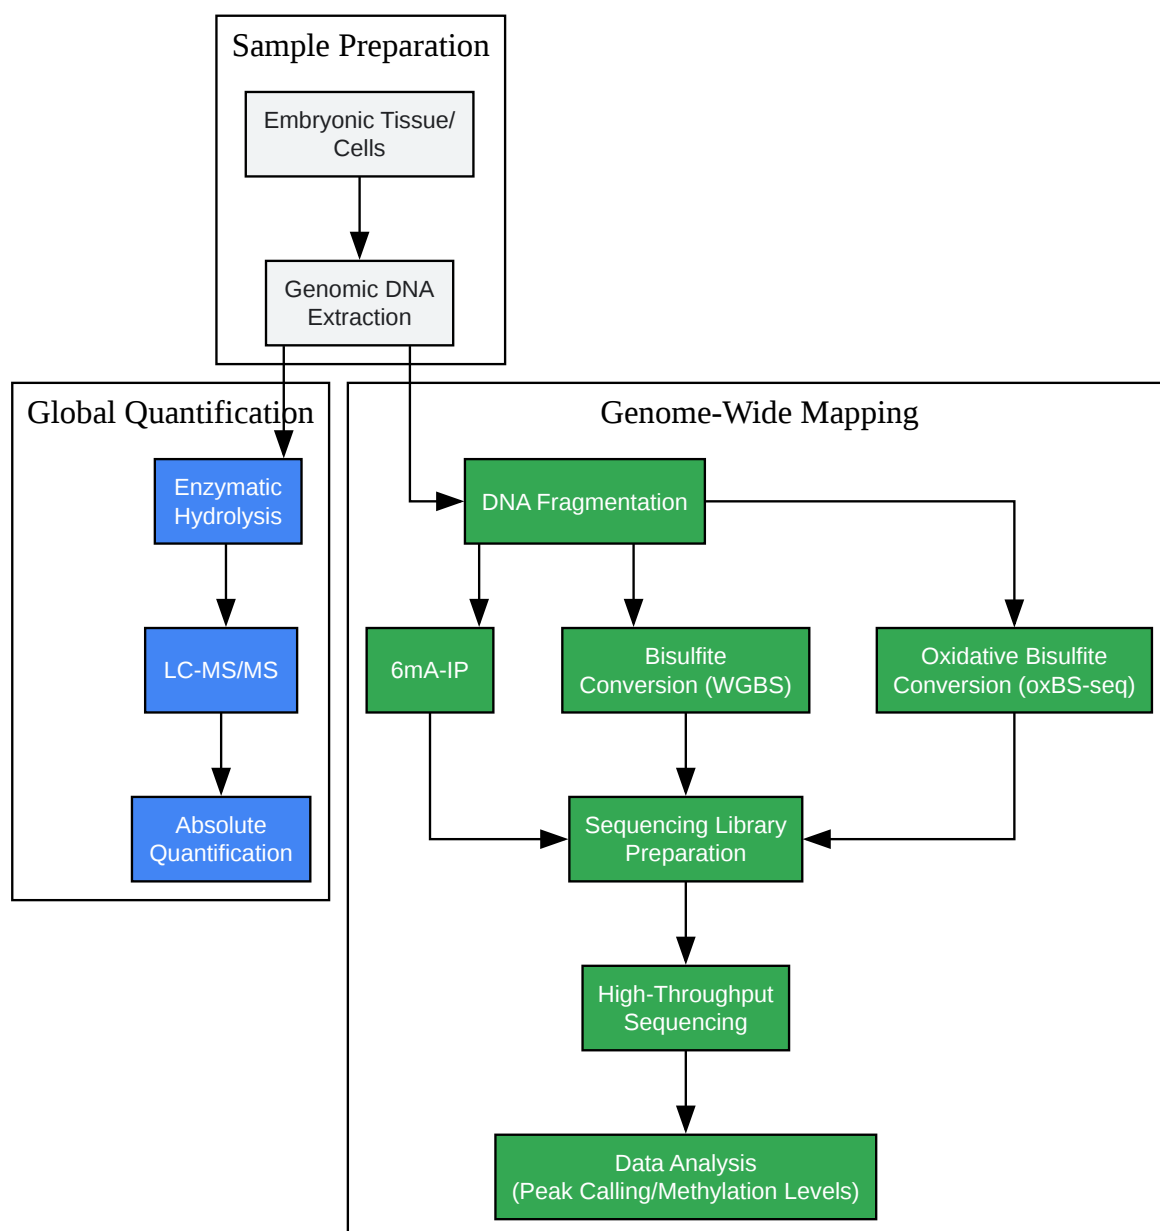 Sample Preparation
Embryonic Tissue/
Cells
Genomic DNA
Extraction
Global Quantification
Enzymatic
Hydrolysis
LC-MS/MS
Absolute
Quantification
Genome-Wide Mapping
DNA Fragmentation
6mA-IP
Bisulfite
Conversion (WGBS)
Oxidative Bisulfite
Conversion (oxBS-seq)
Sequencing Library
Preparation
High-Throughput
Sequencing
Data Analysis
(Peak Calling/Methylation Levels)